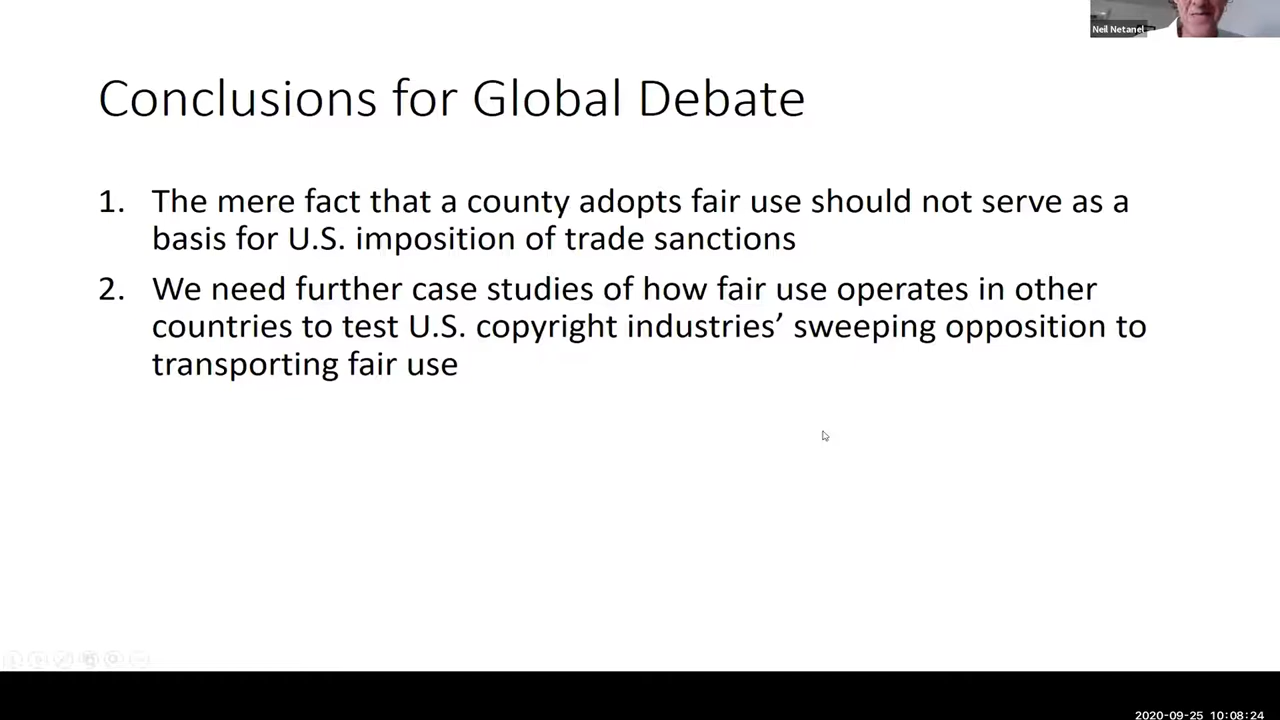 Neil Netanel
Conclusions for Global Debate
1. The mere fact that a county adopts fair use should not serve as a
basis for U.S. imposition of trade sanctions
2. We need further case studies of how fair use operates in other
countries to test U.S. copyright industries’ sweeping opposition to
transporting fair use
2020-09-25 10:08:24